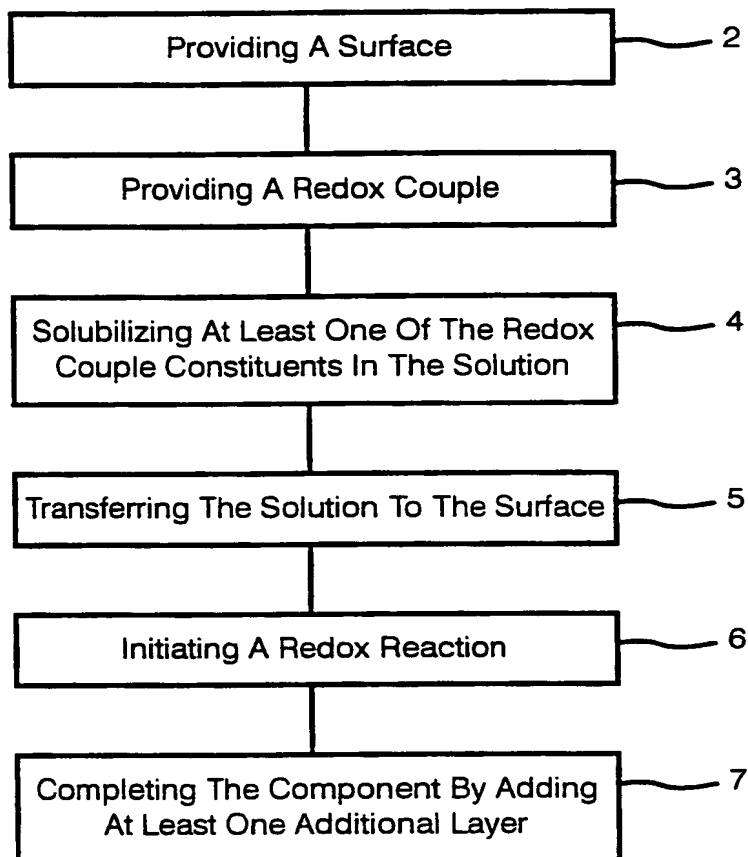 Providing A Surface
2
Providing A Redox Couple
3
Solubilizing At Least One Of The Redox
Couple Constituents In The Solution
4
Transferring The Solution To The Surface
5
Initiating A Redox Reaction
6
Completing The Component By Adding
At Least One Additional Layer
7